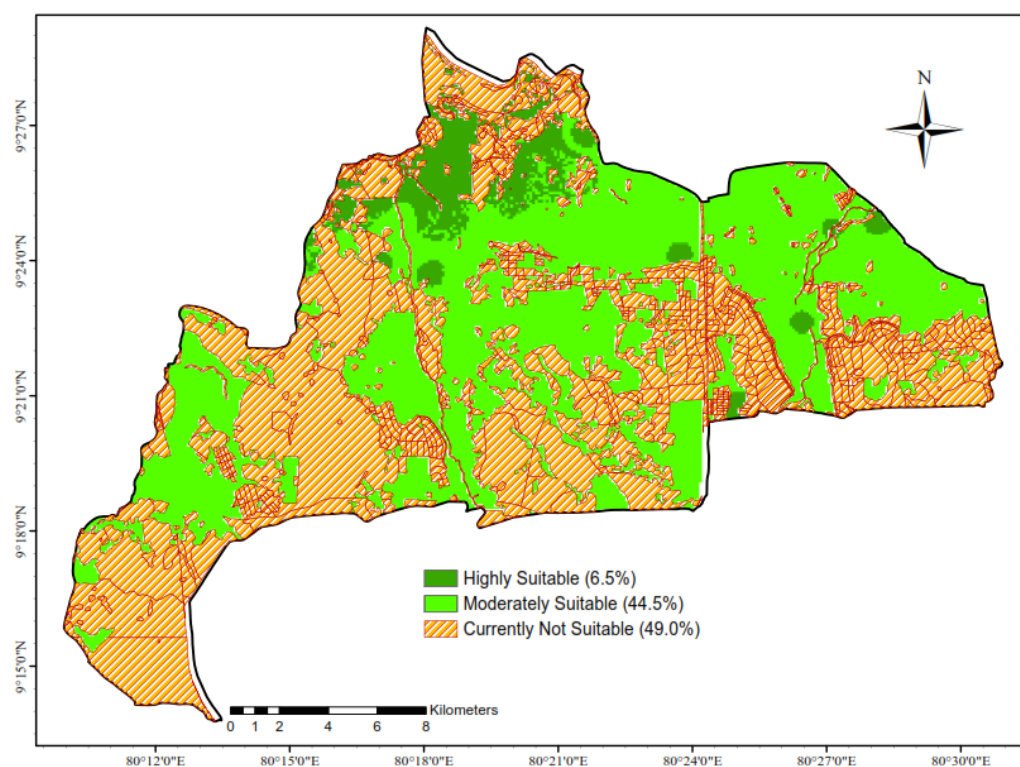 N
9°27'0"N
9°24'0"N
9°21'0"N
9°18'0"N
9°15'0"N
Highly Suitable (6.5%)
Moderately Suitable (44.5%)
Currently Not Suitable (49.0%)
Kilometers
0 1 2 4 6 8
80°12'0"E 80°15'0"E 80°18'0"E 80°21'0"E 80°24'0"E 80°27'0"E 80°30'0"E